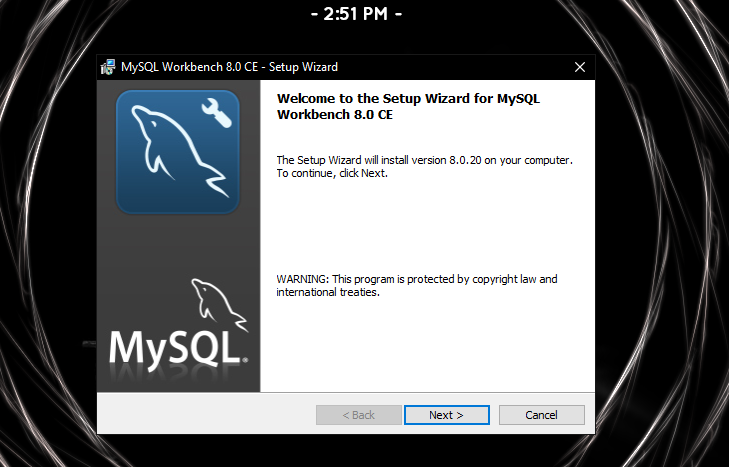 - 2:51 PM -
MySQL Workbench 8.0 CE - Setup Wizard
Welcome to the Setup Wizard for MySQL
Workbench 8.0 CE
The Setup Wizard will install version 8.0.20 on your computer.
To continue, click Next.
WARNING: This program is protected by copyright law and
international treaties.
MySQL®
< Back
Next >
Cancel